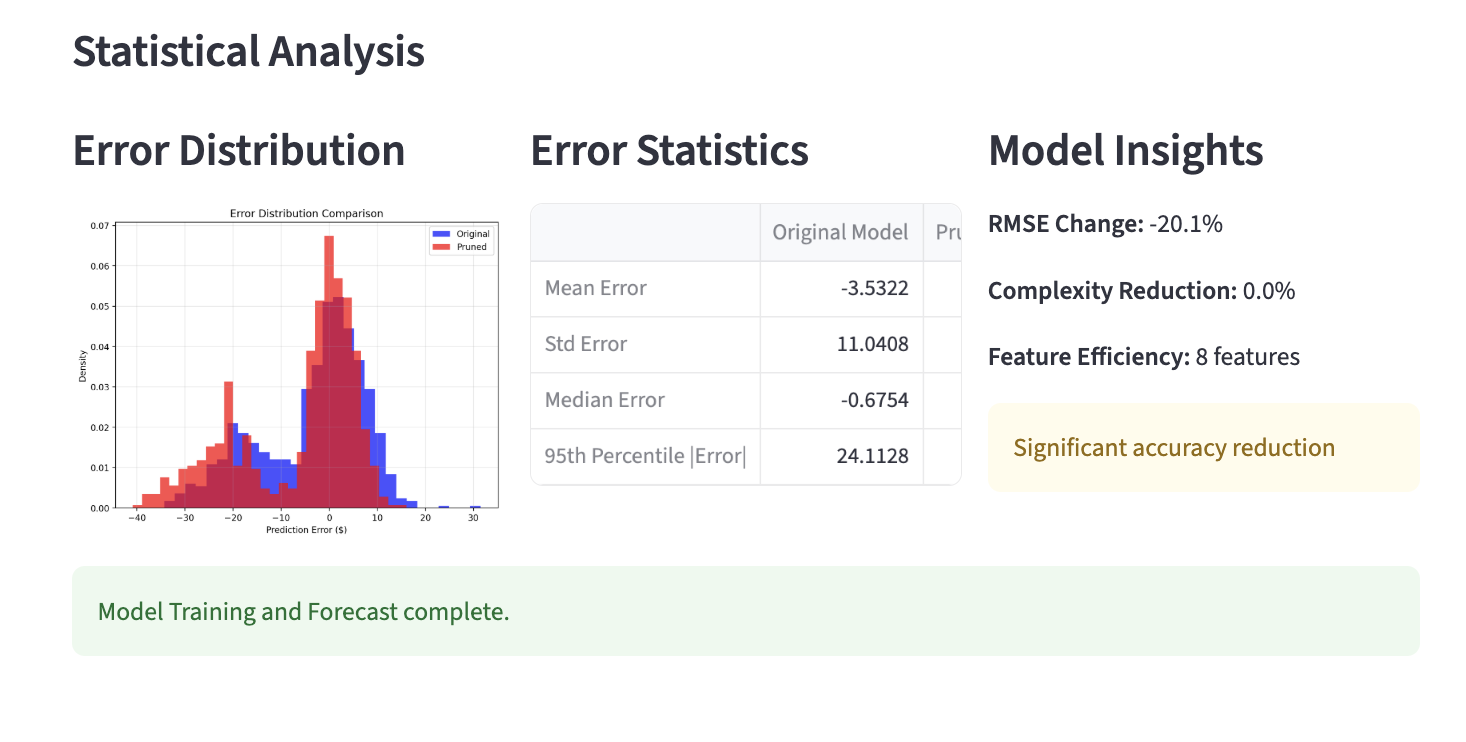 Statistical Analysis
Error Distribution
Error Distribution Comparison
Original
Pruned
0.07
0.06
0.05
0.04
0.03
0.02
0.01
0.00
Density
−40 −30 −20 −10 0 10 20 30
Prediction Error ($)
Error Statistics
Original Model Pru
Mean Error -3.5322
Std Error 11.0408
Median Error -0.6754
95th Percentile |Error| 24.1128
Model Insights
RMSE Change: -20.1%
Complexity Reduction: 0.0%
Feature Efficiency: 8 features
Significant accuracy reduction
Model Training and Forecast complete.